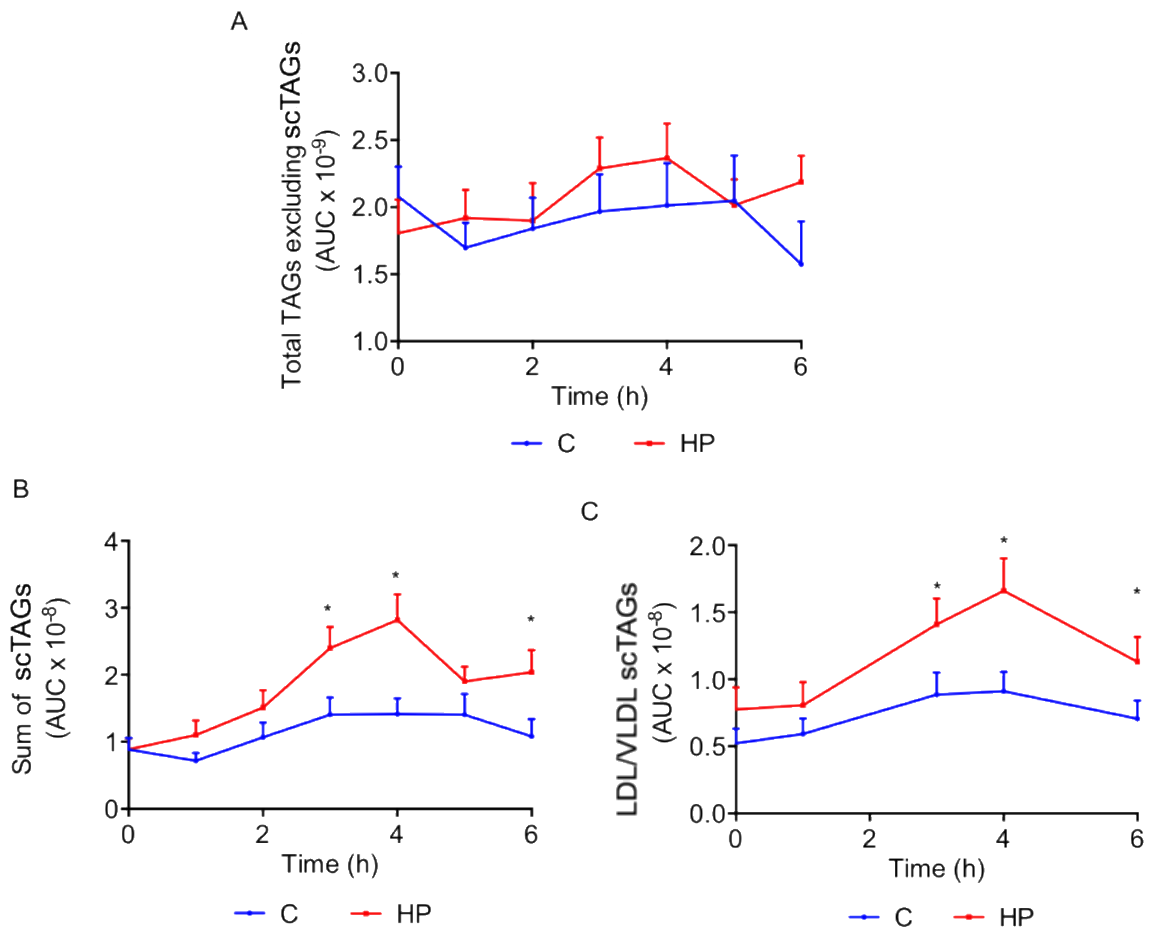 A
Total TAGs excluding scTAGs
(AUC x 10-9)
3.0
2.5
2.0
1.5
1.0
0 2 4 6
Time (h)
C HP
B
Sum of scTAGs
(AUC x 10-8)
4
3
2
1
0
* * *
0 2 4 6
Time (h)
C HP
C
LDL/VLDL scTAGs
(AUC x 10-8)
2.0
1.5
1.0
0.5
0.0
* * *
0 2 4 6
Time (h)
C HP